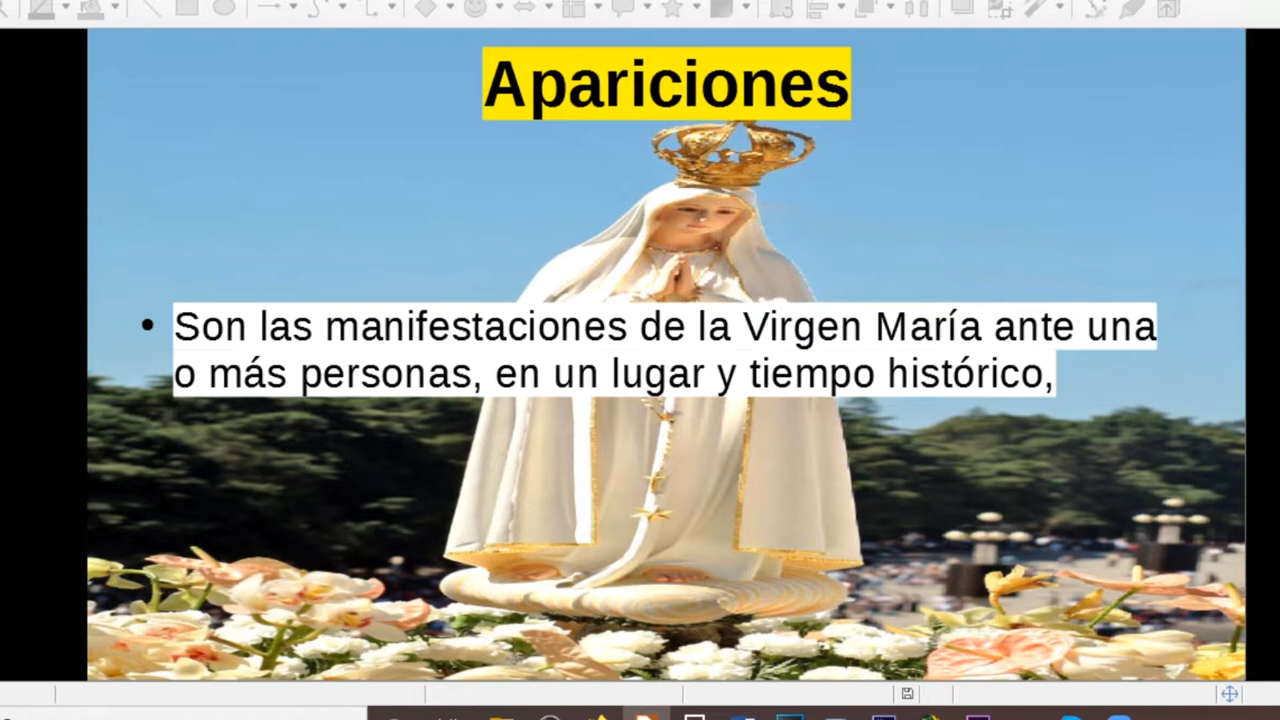 Apariciones
• Son las manifestaciones de la Virgen María ante una
o más personas, en un lugar y tiempo histórico,